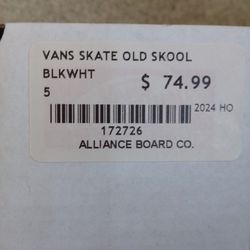 VANS SKATE OLD SKOOL
BLKWHT
$ 74.99
5
2024 HO
172726
ALLIANCE BOARD CO.